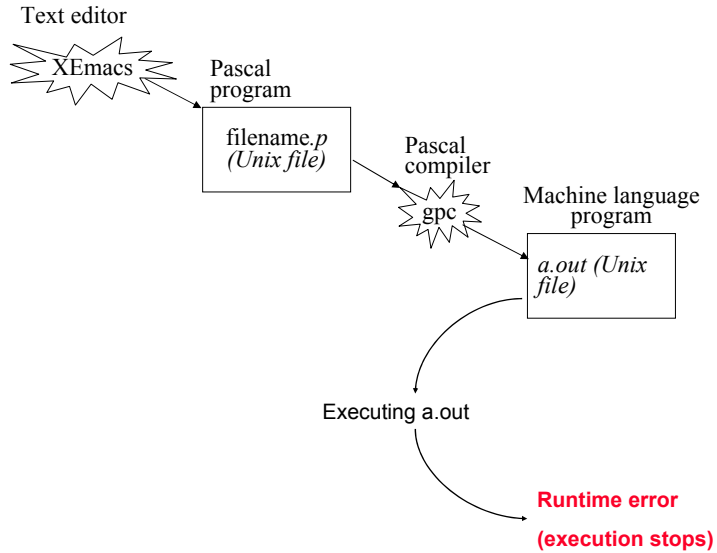 Text editor
XEmacs
Pascal
program
filename.p
(Unix file)
Pascal
compiler
gpc
Machine language
program
a.out (Unix
file)
Executing a.out
Runtime error
(execution stops)